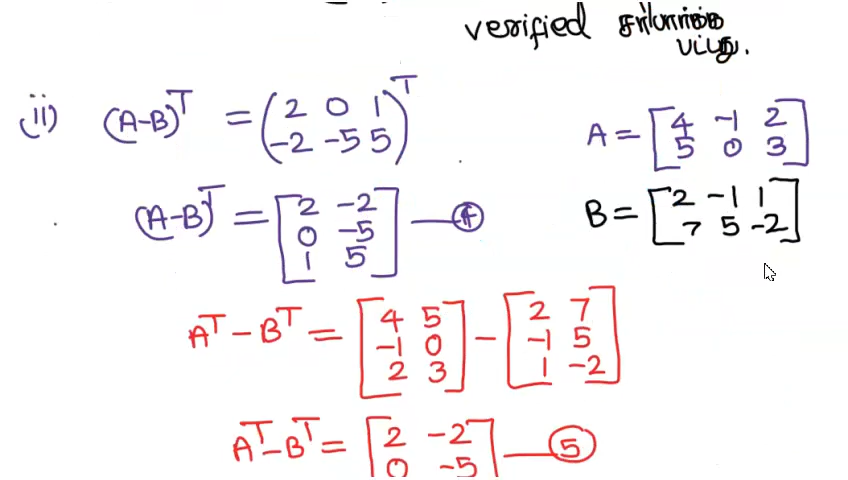 verified
(ii) (A-B)^T = (2 0 1
-2 -5 5)^T
A = [4 -1 2
5 0 3]
(A-B)^T = [2 -2
0 -5
1 5] — ④
B = [2 -1 1
7 5 -2]
A^T - B^T = [4 5
-1 0
2 3] - [2 7
-1 5
1 -2]
A^T - B^T = [2 -2
0 -5 — ⑤